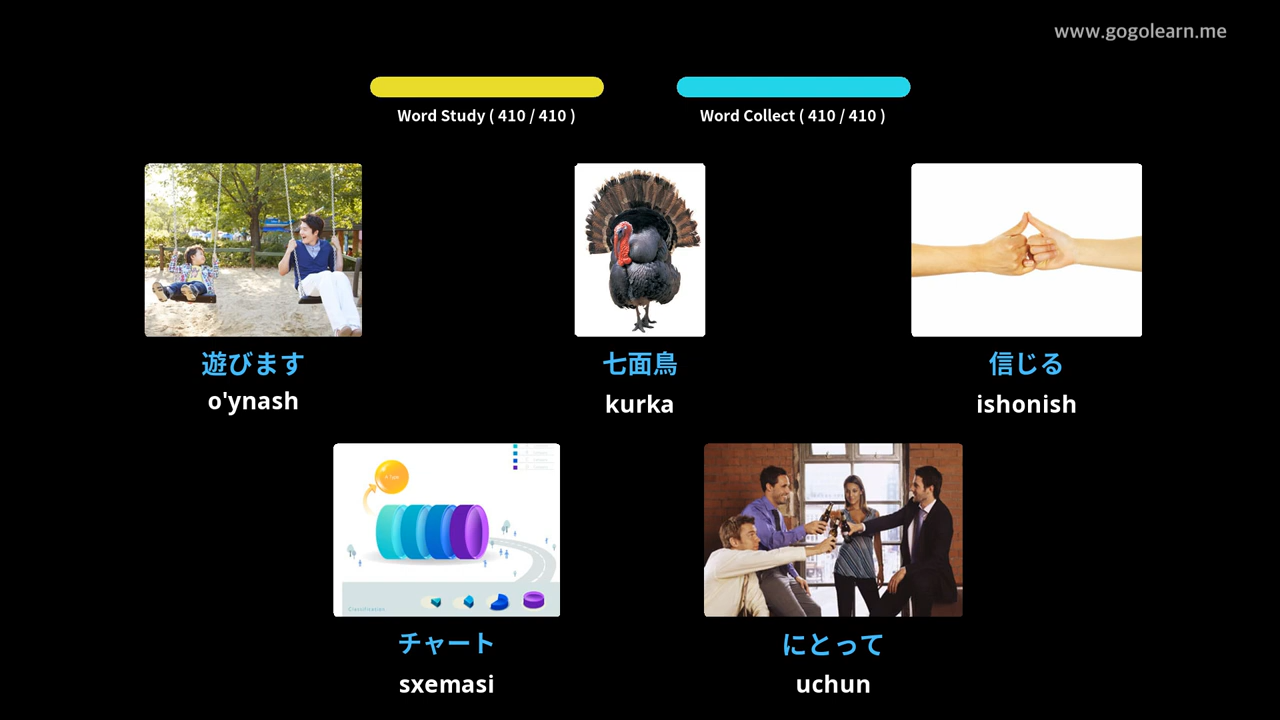 www.gogolearn.me
Word Study ( 410 / 410 )
Word Collect ( 410 / 410 )
遊びます
o'ynash
七面鳥
kurka
信じる
ishonish
チャート
sxemasi
にとって
uchun